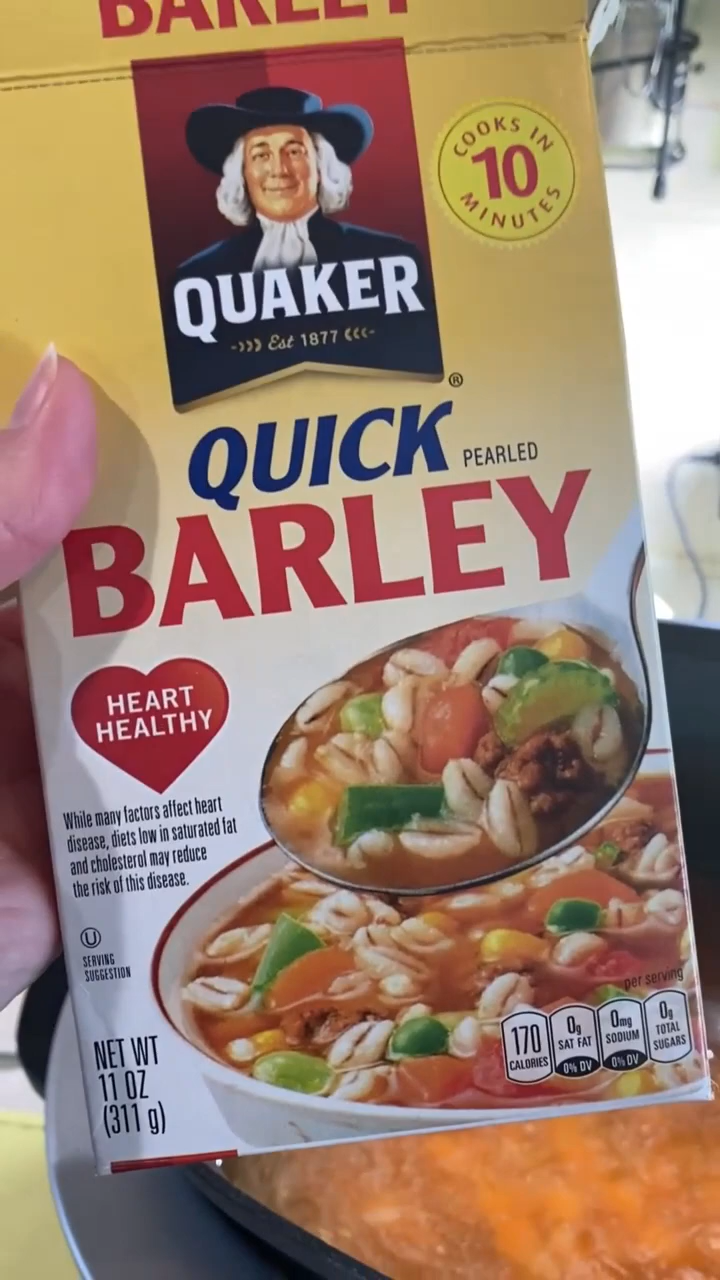 BARLEY
COOKS IN
10
MINUTES
QUAKER
Est 1877
®
QUICK
PEARLED
BARLEY
HEART
HEALTHY
While many factors affect heart
disease, diets low in saturated fat
and cholesterol may reduce
the risk of this disease.
U
SERVING
SUGGESTION
NET WT
11 OZ
(311 g)
per serving
170
CALORIES
0g
SAT FAT
0% DV
0mg
SODIUM
0% DV
0g
TOTAL
SUGARS